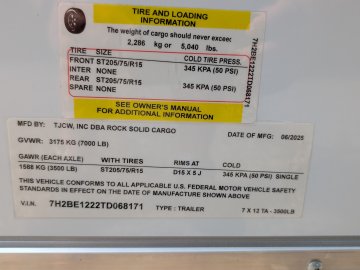 TIRE AND LOADING
INFORMATION
The weight of cargo should never exceed
2,286 kg or 5,040 lbs.
TIRE SIZE COLD TIRE PRESS.
FRONT ST205/75/R15 345 KPA (50 PSI)
INTER NONE
REAR ST205/75/R15 345 KPA (50 PSI)
SPARE NONE
7H2BE1222TD068171
SEE OWNER'S MANUAL
FOR ADDITIONAL INFORMATION
MFD BY: TJCW, INC DBA ROCK SOLID CARGO DATE OF MFG: 06/2025
GVWR: 3175 KG (7000 LB)
GAWR (EACH AXLE) WITH TIRES RIMS AT COLD
1588 KG (3500 LB) ST205/75/R15 D15 X 5 J 345 KPA (50 PSI) SINGLE
THIS VEHICLE CONFORMS TO ALL APPLICABLE U.S. FEDERAL MOTOR VEHICLE SAFETY
STANDARDS IN EFFECT ON THE DATE OF MANUFACTURE SHOWN ABOVE
V.I.N. 7H2BE1222TD068171 TYPE : TRAILER 7 X 12 TA - 3500LB